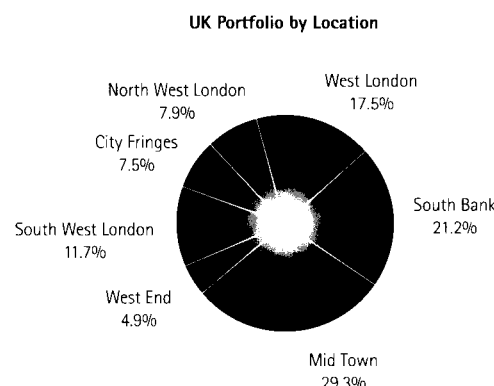 UK Portfolio by Location
West London
17.5%
South Bank
21.2%
Mid Town
29.3%
West End
4.9%
South West London
11.7%
City Fringes
7.5%
North West London
7.9%